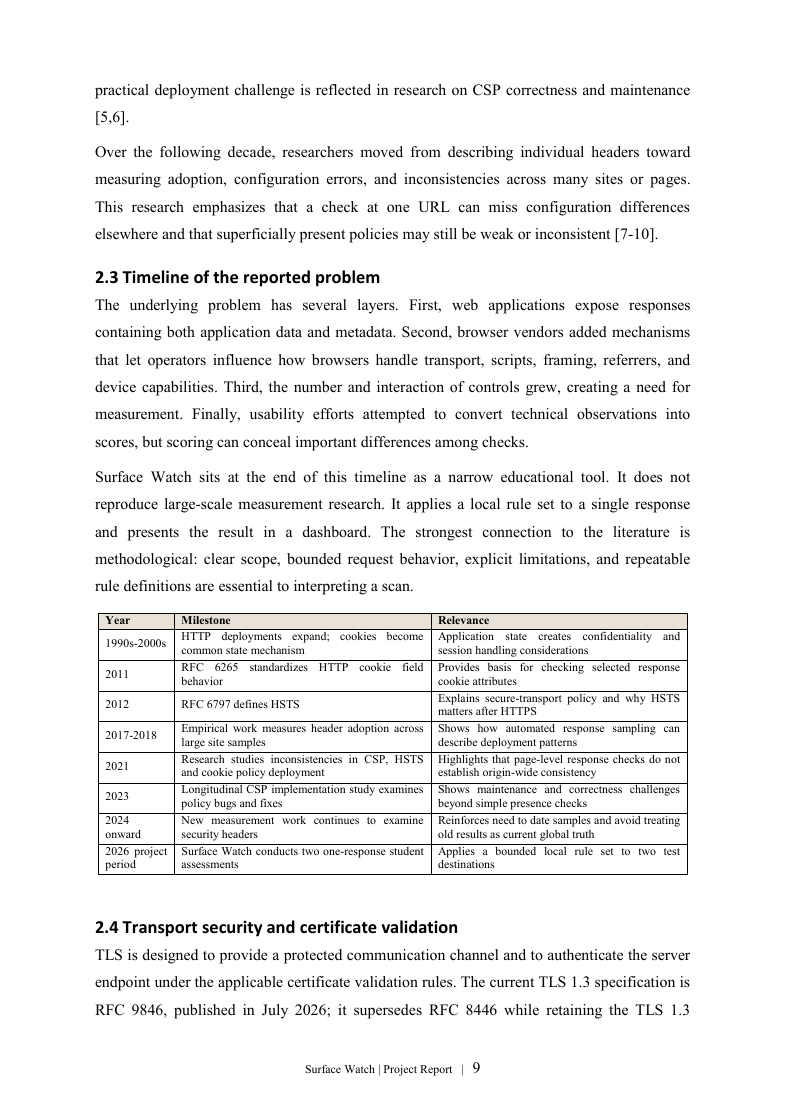 practical deployment challenge is reflected in research on CSP correctness and maintenance
[5,6].
Over the following decade, researchers moved from describing individual headers toward
measuring adoption, configuration errors, and inconsistencies across many sites or pages.
This research emphasizes that a check at one URL can miss configuration differences
elsewhere and that superficially present policies may still be weak or inconsistent [7-10].
2.3 Timeline of the reported problem
The underlying problem has several layers. First, web applications expose responses
containing both application data and metadata. Second, browser vendors added mechanisms
that let operators influence how browsers handle transport, scripts, framing, referrers, and
device capabilities. Third, the number and interaction of controls grew, creating a need for
measurement. Finally, usability efforts attempted to convert technical observations into
scores, but scoring can conceal important differences among checks.
Surface Watch sits at the end of this timeline as a narrow educational tool. It does not
reproduce large-scale measurement research. It applies a local rule set to a single response
and presents the result in a dashboard. The strongest connection to the literature is
methodological: clear scope, bounded request behavior, explicit limitations, and repeatable
rule definitions are essential to interpreting a scan.
Year Milestone Relevance
1990s-2000s HTTP deployments expand; cookies become Application state creates confidentiality and
common state mechanism session handling considerations
2011 RFC 6265 standardizes HTTP cookie field Provides basis for checking selected response
behavior cookie attributes
2012 RFC 6797 defines HSTS Explains secure-transport policy and why HSTS
matters after HTTPS
2017-2018 Empirical work measures header adoption across Shows how automated response sampling can
large site samples describe deployment patterns
2021 Research studies inconsistencies in CSP, HSTS Highlights that page-level response checks do not
and cookie policy deployment establish origin-wide consistency
2023 Longitudinal CSP implementation study examines Shows maintenance and correctness challenges
policy bugs and fixes beyond simple presence checks
2024 New measurement work continues to examine Reinforces need to date samples and avoid treating
onward security headers old results as current global truth
2026 project Surface Watch conducts two one-response student Applies a bounded local rule set to two test
period assessments destinations
2.4 Transport security and certificate validation
TLS is designed to provide a protected communication channel and to authenticate the server
endpoint under the applicable certificate validation rules. The current TLS 1.3 specification is
RFC 9846, published in July 2026; it supersedes RFC 8446 while retaining the TLS 1.3
Surface Watch | Project Report | 9